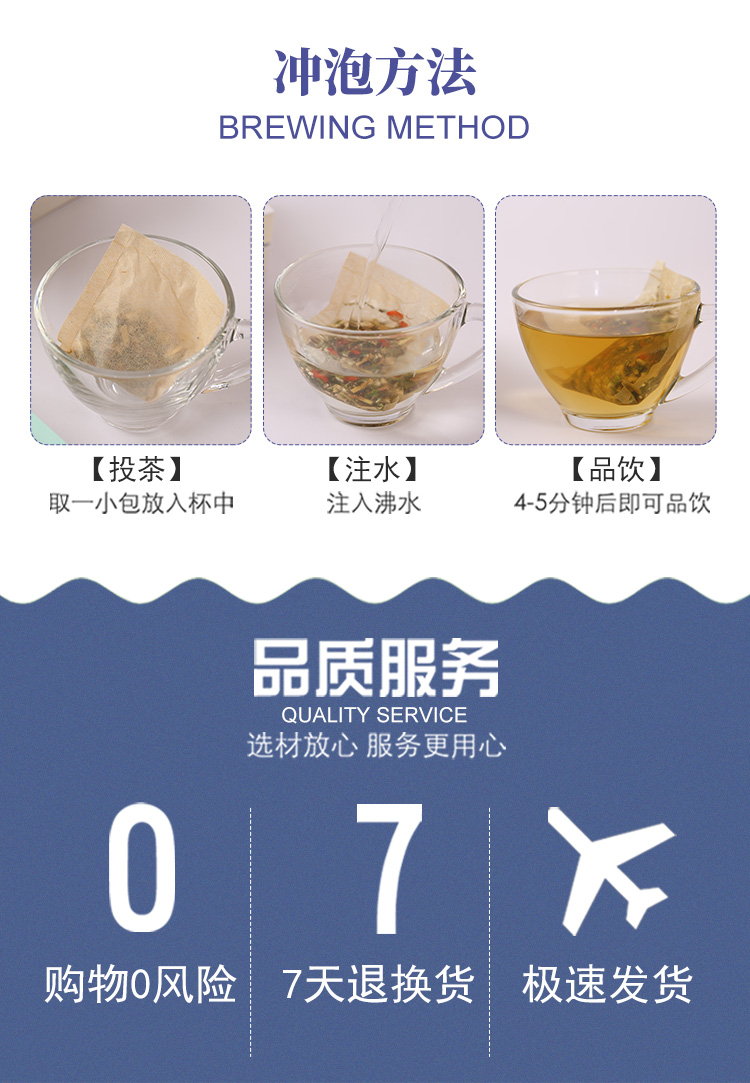 冲泡方法
BREWING METHOD
【投茶】
取一小包放入杯中
【注水】
注入沸水
【品饮】
4-5分钟后即可品饮
品质服务
QUALITY SERVICE
选材放心 服务更用心
0
购物0风险
7
7天退换货
极速发货